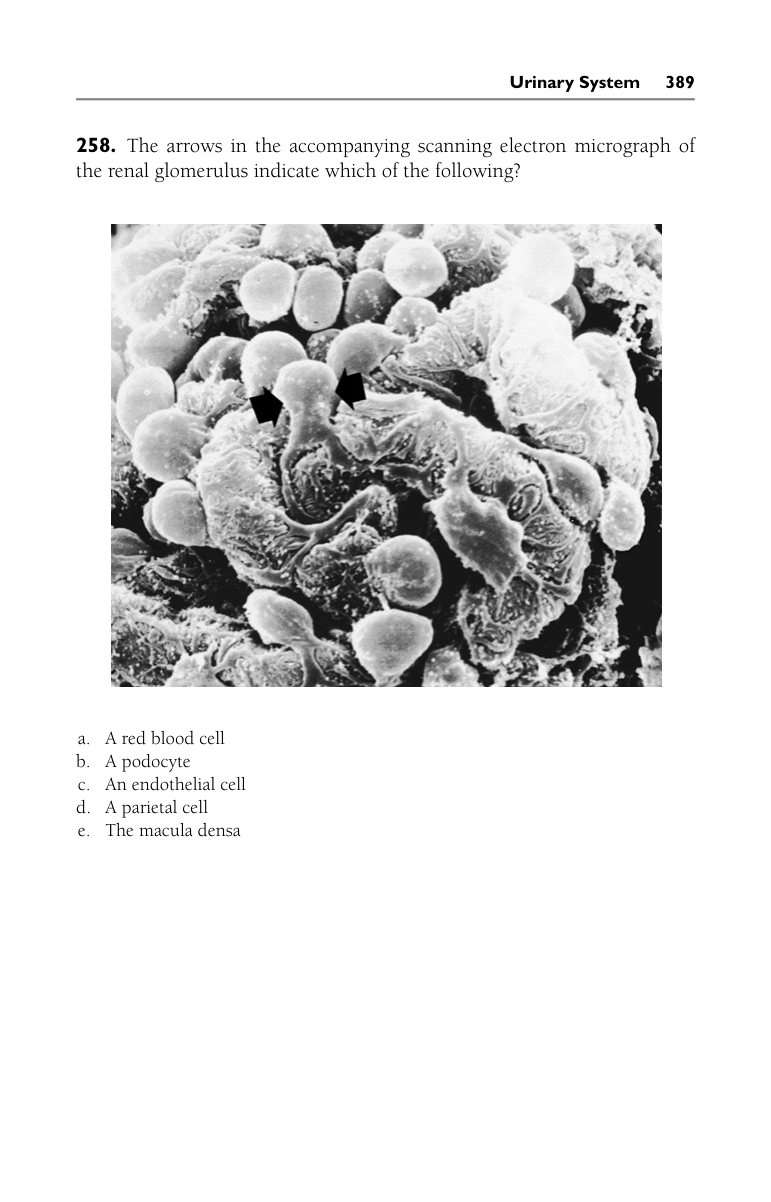 Urinary System 389
258. The arrows in the accompanying scanning electron micrograph of
the renal glomerulus indicate which of the following?
a. A red blood cell
b. A podocyte
c. An endothelial cell
d. A parietal cell
e. The macula densa